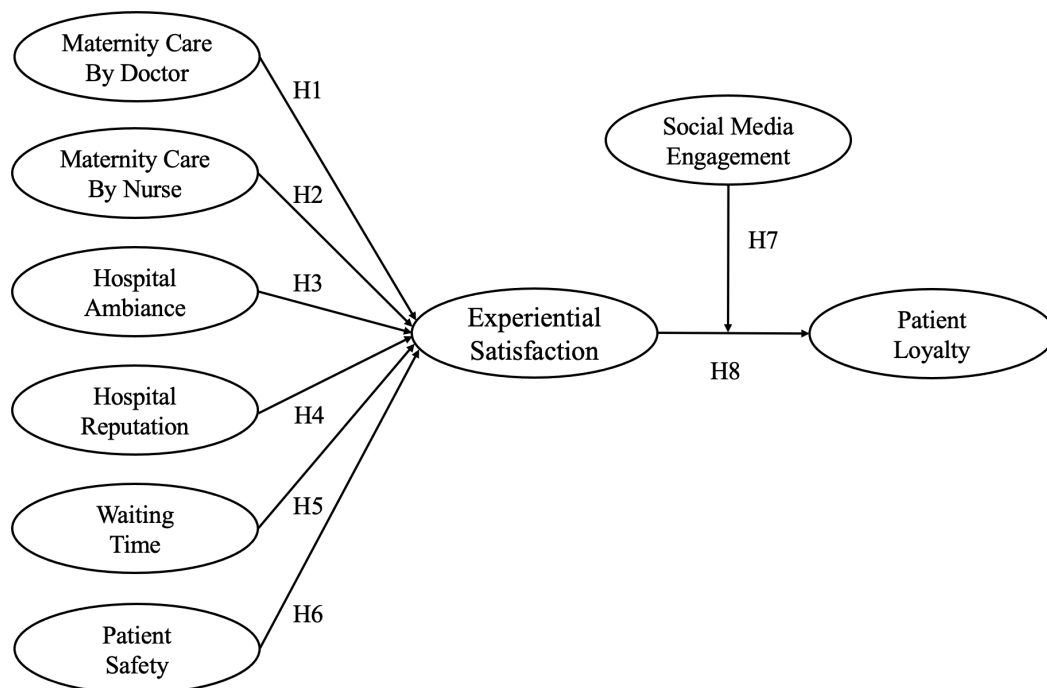 Maternity Care
By Doctor
H1
Maternity Care
By Nurse
H2
Hospital
Ambiance
H3
Hospital
Reputation
H4
Waiting
Time
H5
Patient
Safety
H6
Experiential
Satisfaction
Social Media
Engagement
H7
H8
Patient
Loyalty